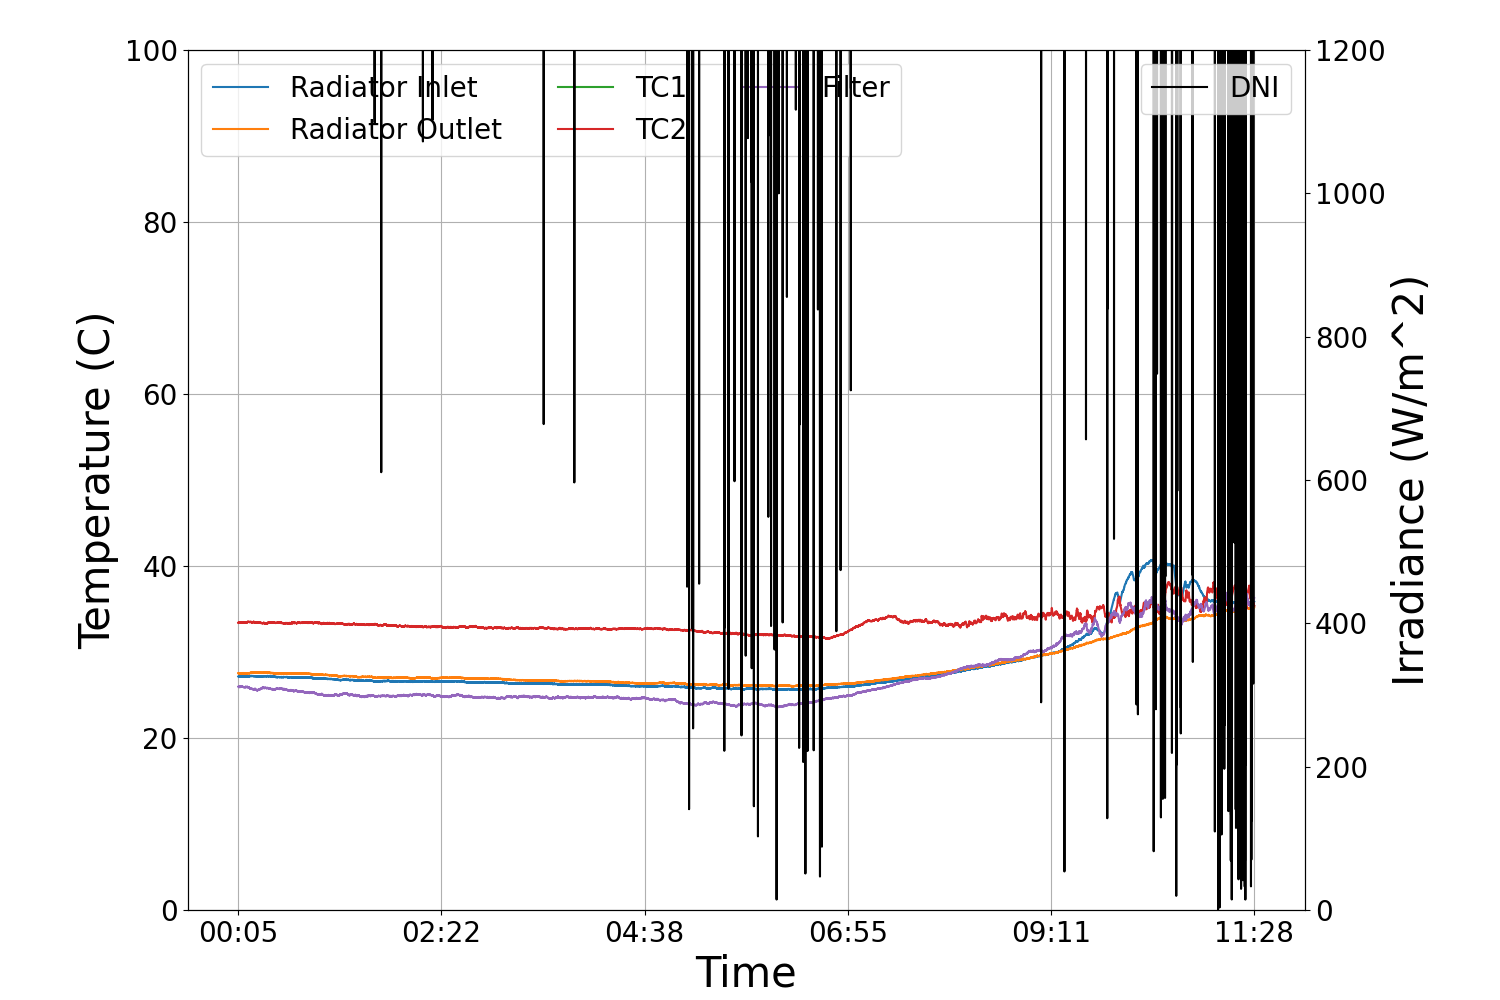 100
80
60
40
20
0
Temperature (C)
Radiator Inlet
Radiator Outlet
TC1
TC2
Filter
DNI
1200
1000
800
600
400
200
0
Irradiance (W/m^2)
00:05 02:22 04:38 06:55 09:11 11:28
Time